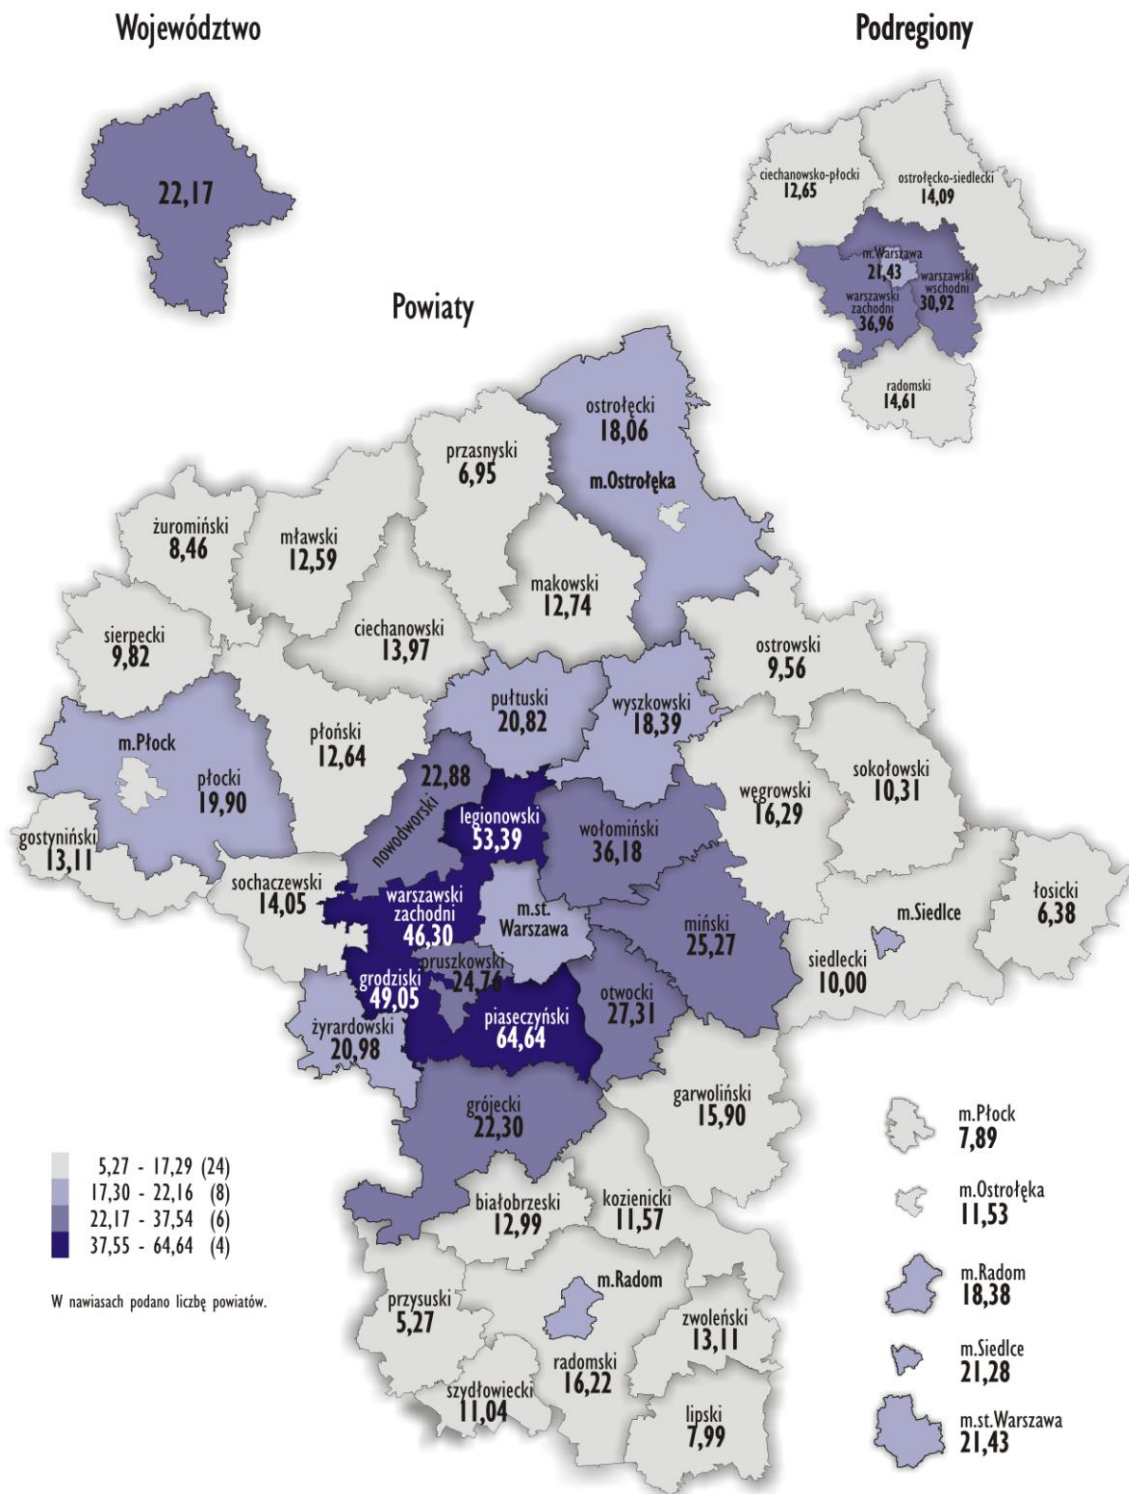 Województwo
22,17
Podregiony
ciechanowsko-płocki
12,65
ostrołęcko-siedlecki
14,09
m.Warszawa
21,43
warszawski
wschodni
30,92
warszawski
zachodni
36,96
radomski
14,61
Powiaty
ostrołęcki
18,06
m.Ostrołęka
przasnyski
6,95
żuromiński
8,46
mławski
12,59
makowski
12,74
ciechanowski
13,97
sierpecki
9,82
ostrowski
9,56
pułtuski
20,82
wyszkowski
18,39
płoński
12,64
m.Płock
płocki
19,90
22,88
nowodworski
legionowski
53,39
wołomiński
36,18
węgrowski
16,29
sokołowski
10,31
gostyniński
13,11
sochaczewski
14,05
warszawski
zachodni
46,30
m.st.
Warszawa
miński
25,27
m.Siedlce
siedlecki
10,00
łosicki
6,38
pruszkowski
24,76
grodziski
49,05
piaseczyński
64,64
otwocki
27,31
żyrardowski
20,98
grójecki
22,30
garwoliński
15,90
białobrzeski
12,99
kozienicki
11,57
m.Radom
przysuski
5,27
radomski
16,22
zwoleński
13,11
szydłowiecki
11,04
lipski
7,99
5,27 - 17,29 (24)
17,30 - 22,16 (8)
22,17 - 37,54 (6)
37,55 - 64,64 (4)
W nawiasach podano liczbę powiatów.
m.Płock
7,89
m.Ostrołęka
11,53
m.Radom
18,38
m.Siedlce
21,28
m.st.Warszawa
21,43